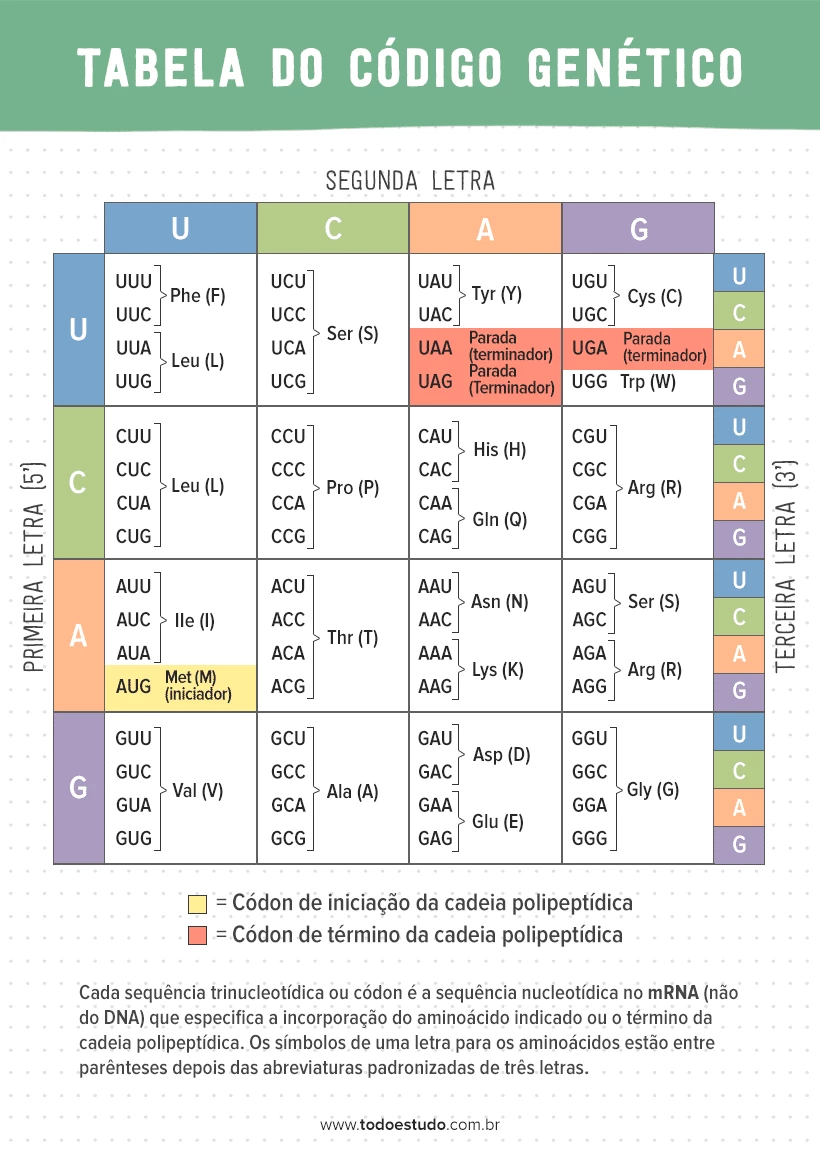 TABELA DO CÓDIGO GENÉTICO
SEGUNDA LETRA
U C A G
PRIMEIRA LETRA (5')
TERCEIRA LETRA (3')
U
UUU
UUC
Phe (F)
UUA
UUG
Leu (L)
UCU
UCC
UCA
UCG
Ser (S)
UAU
UAC
Tyr (Y)
UAA Parada
(terminador)
UAG Parada
(Terminador)
UGU
UGC
Cys (C)
UGA Parada
(terminador)
UGG Trp (W)
U
C
A
G
C
CUU
CUC
CUA
CUG
Leu (L)
CCU
CCC
CCA
CCG
Pro (P)
CAU
CAC
His (H)
CAA
CAG
Gln (Q)
CGU
CGC
CGA
CGG
Arg (R)
U
C
A
G
A
AUU
AUC
AUA
Ile (I)
AUG Met (M)
(iniciador)
ACU
ACC
ACA
ACG
Thr (T)
AAU
AAC
Asn (N)
AAA
AAG
Lys (K)
AGU
AGC
Ser (S)
AGA
AGG
Arg (R)
U
C
A
G
G
GUU
GUC
GUA
GUG
Val (V)
GCU
GCC
GCA
GCG
Ala (A)
GAU
GAC
Asp (D)
GAA
GAG
Glu (E)
GGU
GGC
GGA
GGG
Gly (G)
U
C
A
G
= Códon de iniciação da cadeia polipeptídica
= Códon de término da cadeia polipeptídica
Cada sequência trinucleotídica ou códon é a sequência nucleotídica no mRNA (não
do DNA) que especifica a incorporação do aminoácido indicado ou o término da
cadeia polipeptídica. Os símbolos de uma letra para os aminoácidos estão entre
parênteses depois das abreviaturas padronizadas de três letras.
www.todoestudo.com.br